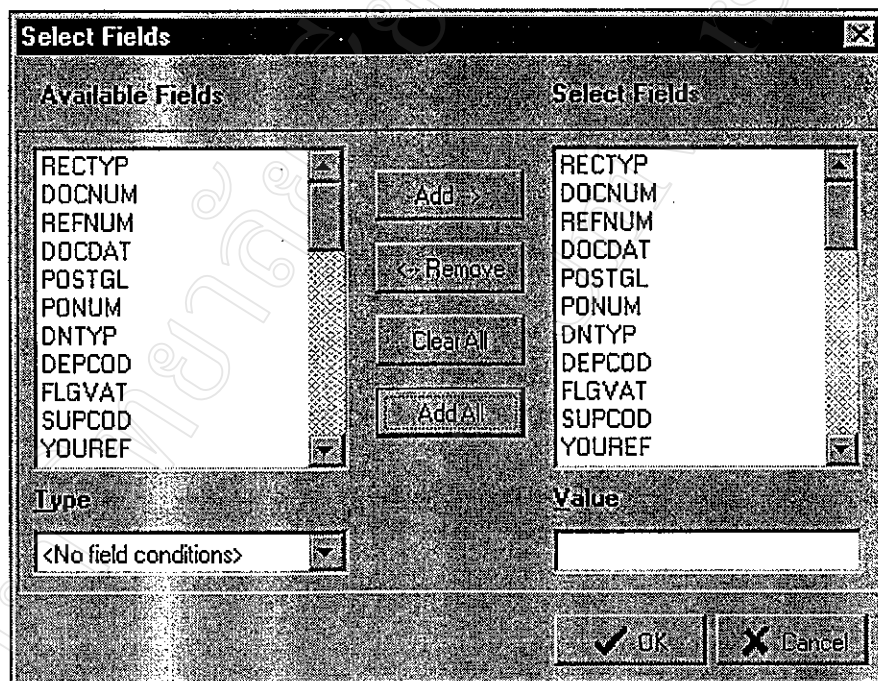 Select Fields
Available Fields
Select Fields
RECTYP
DOCNUM
REFNUM
DOCDAT
POSTGL
PONUM
DNTYP
DEPCOD
FLGVAT
SUPCOD
YOUREF
Add ->
<- Remove
Clear All
Add All
RECTYP
DOCNUM
REFNUM
DOCDAT
POSTGL
PONUM
DNTYP
DEPCOD
FLGVAT
SUPCOD
YOUREF
Type
Value
<No field conditions>
OK
Cancel